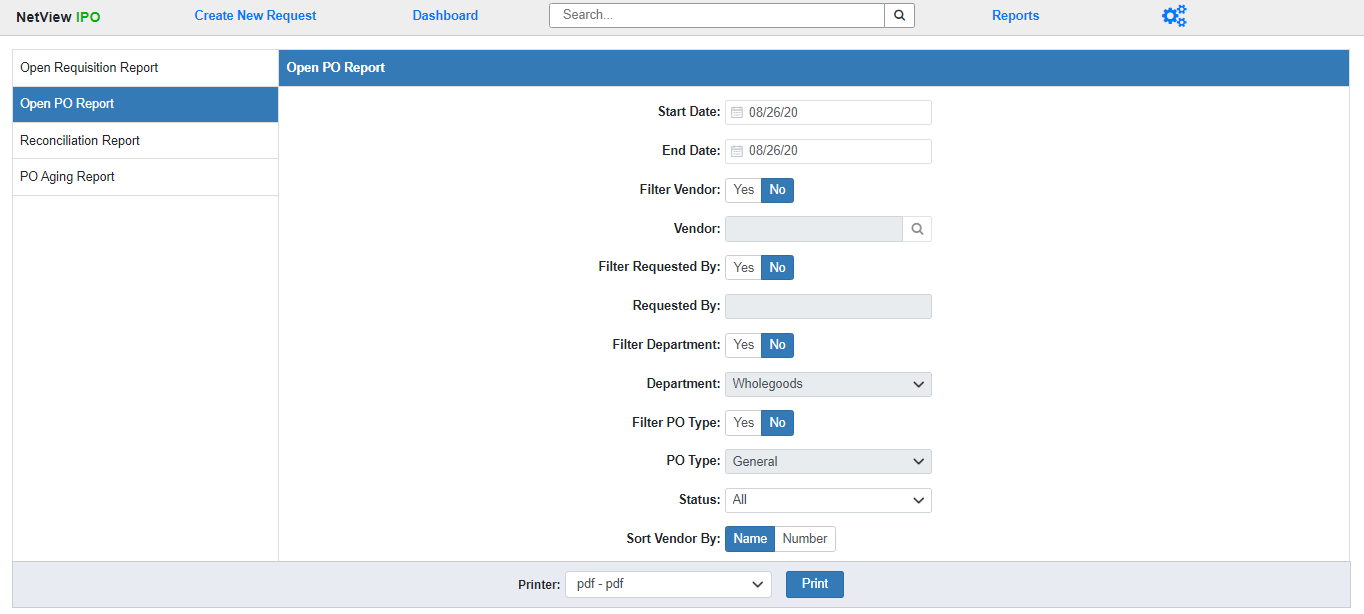 NetView IPO Create New Request Dashboard Search... Reports
Open Requisition Report
Open PO Report
Reconciliation Report
PO Aging Report
Open PO Report
Start Date: 08/26/20
End Date: 08/26/20
Filter Vendor: Yes No
Vendor:
Filter Requested By: Yes No
Requested By:
Filter Department: Yes No
Department: Wholegoods
Filter PO Type: Yes No
PO Type: General
Status: All
Sort Vendor By: Name Number
Printer: pdf - pdf Print